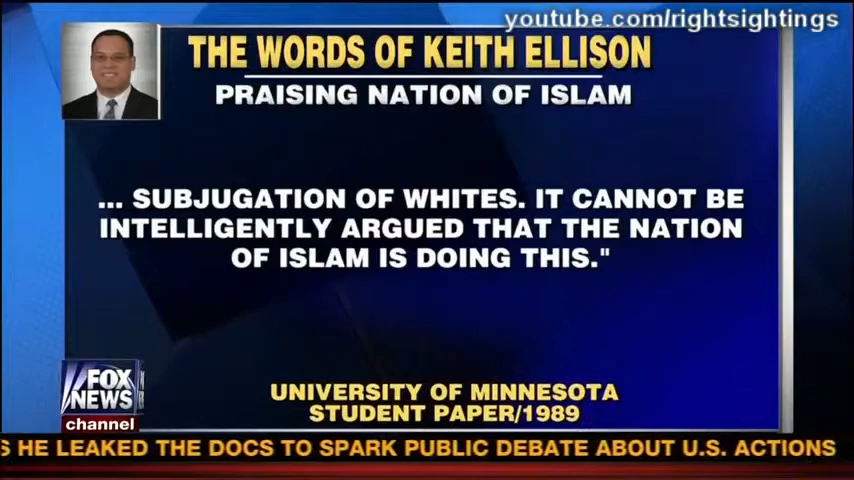 youtube.com/rightsightings
THE WORDS OF KEITH ELLISON
PRAISING NATION OF ISLAM
... SUBJUGATION OF WHITES. IT CANNOT BE
INTELLIGENTLY ARGUED THAT THE NATION
OF ISLAM IS DOING THIS."
UNIVERSITY OF MINNESOTA
STUDENT PAPER/1989
FOX
NEWS
channel
S HE LEAKED THE DOCS TO SPARK PUBLIC DEBATE ABOUT U.S. ACTIONS